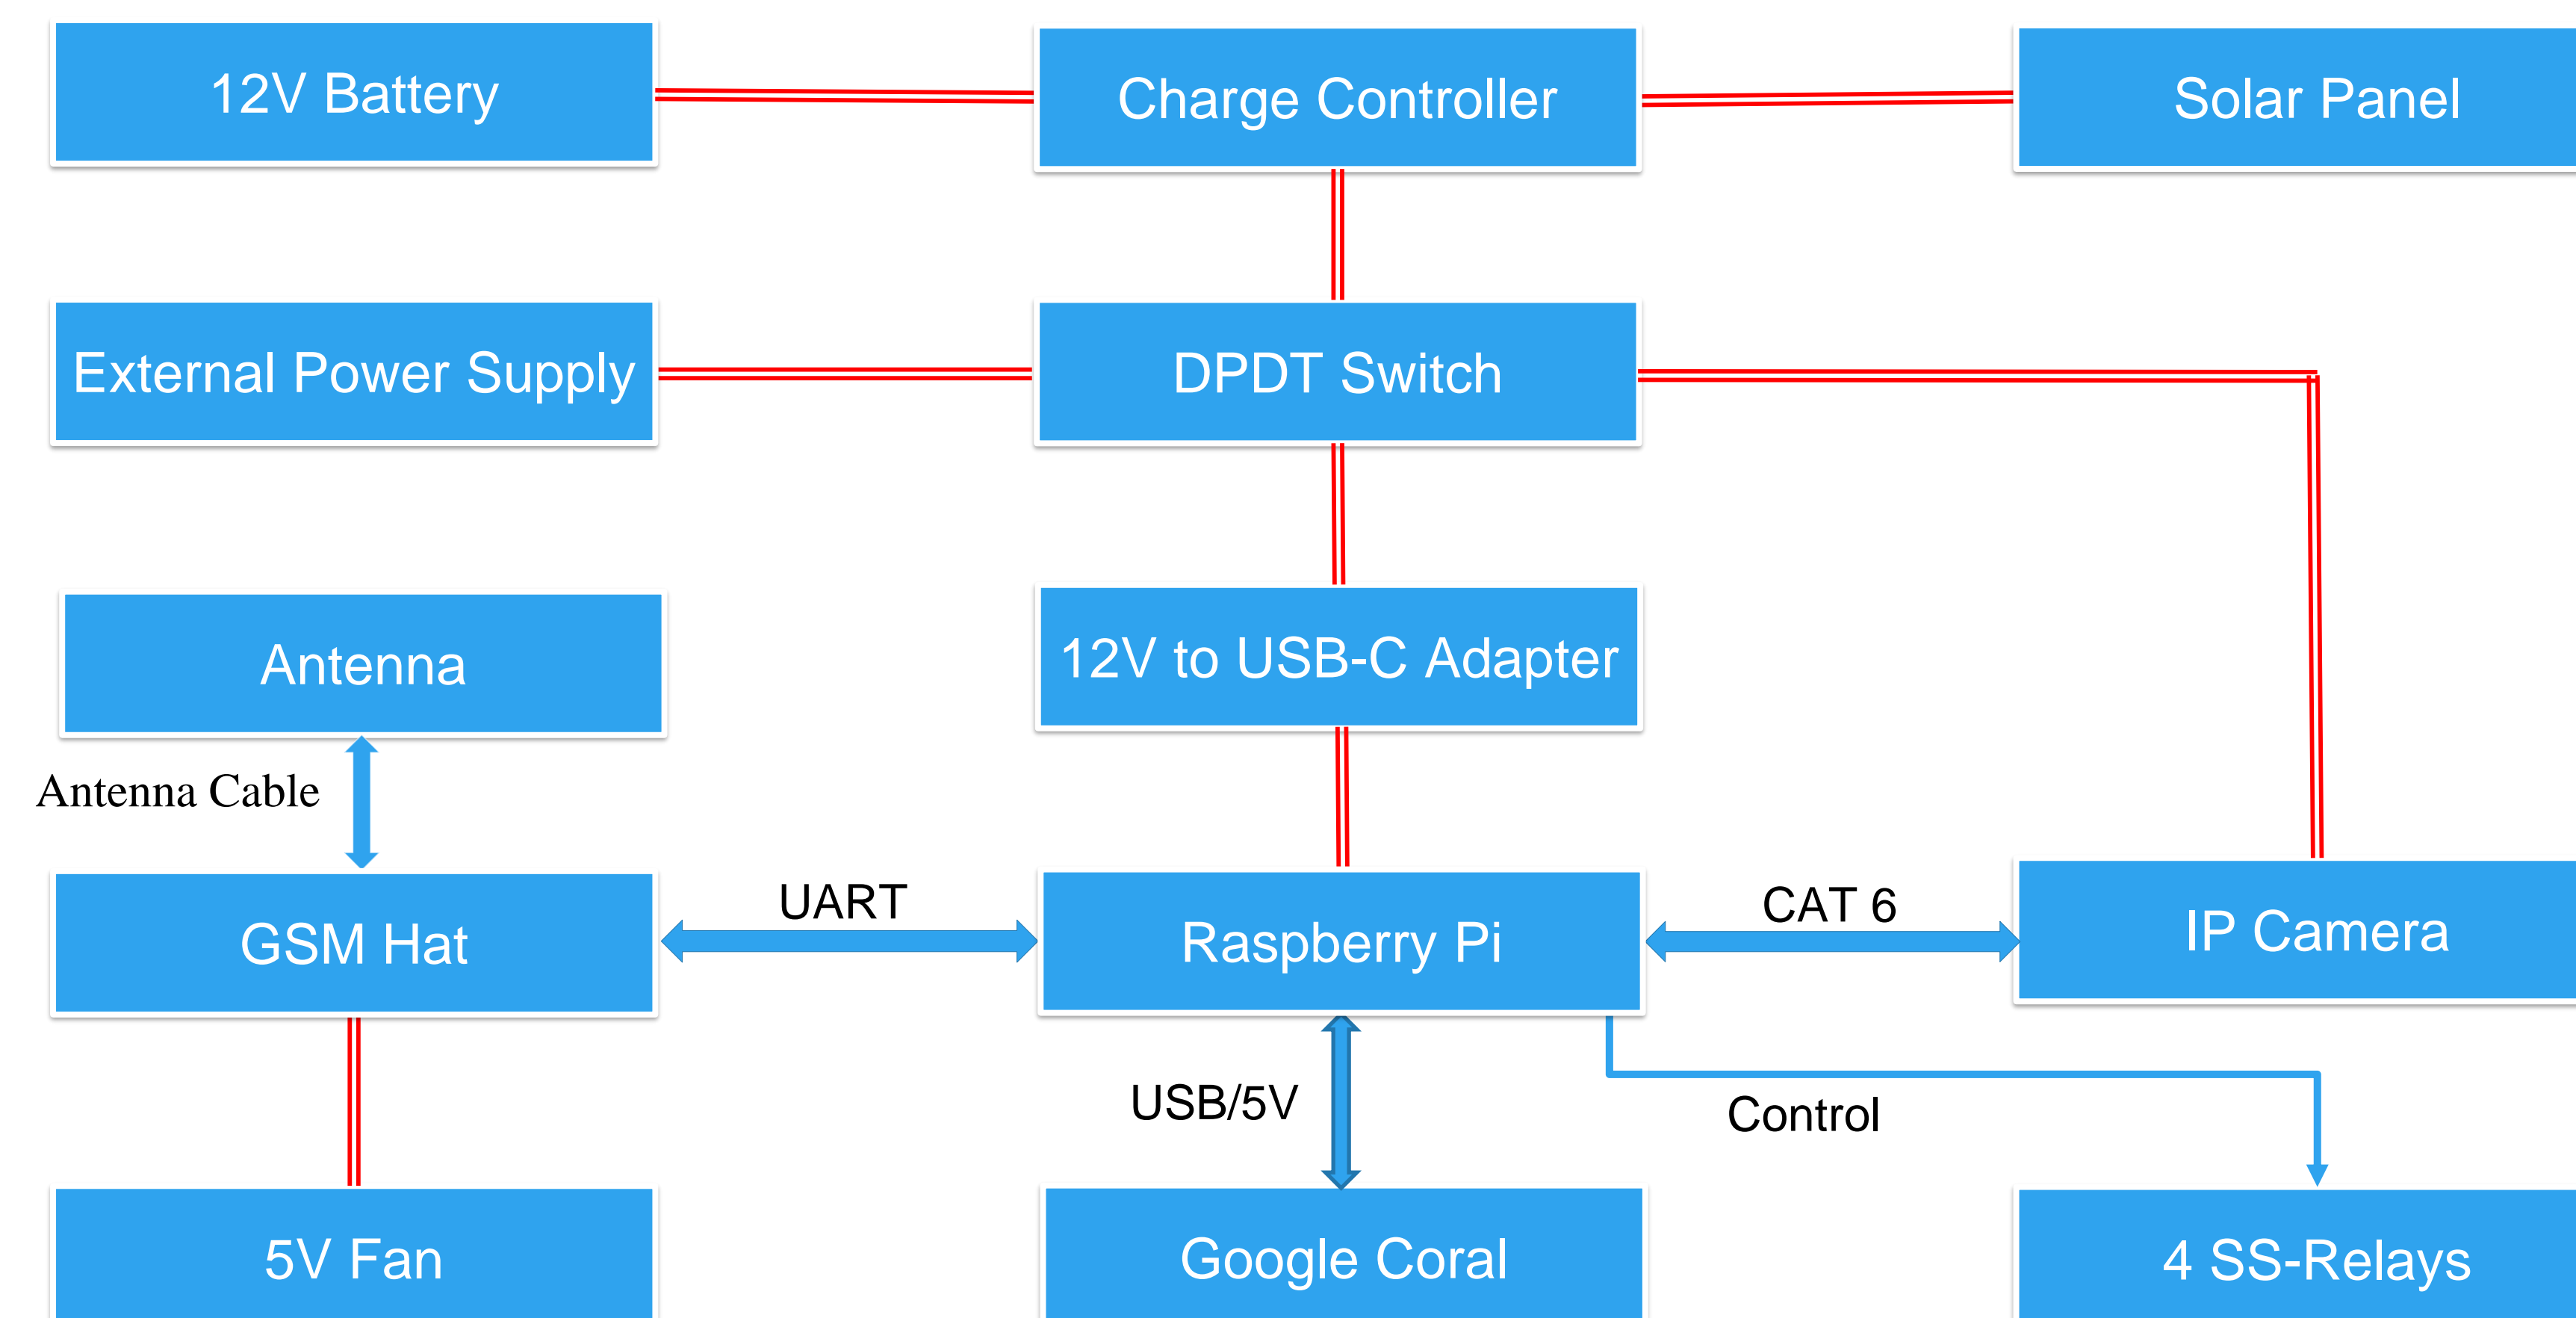 12V Battery
Charge Controller
Solar Panel
External Power Supply
DPDT Switch
Antenna
12V to USB-C Adapter
Antenna Cable
GSM Hat
UART
Raspberry Pi
CAT 6
IP Camera
USB/5V
Control
5V Fan
Google Coral
4 SS-Relays